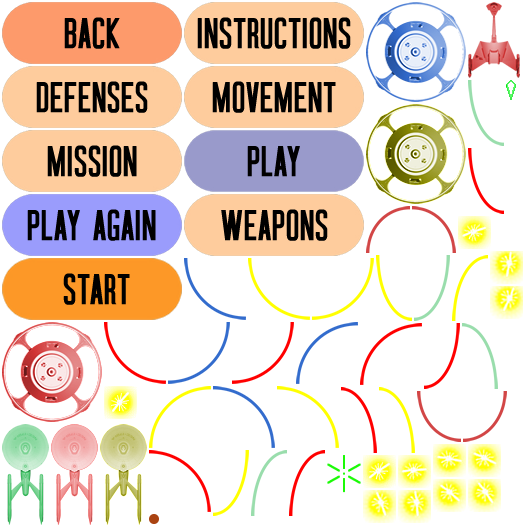 BACK
INSTRUCTIONS
DEFENSES
MOVEMENT
MISSION
PLAY
PLAY AGAIN
WEAPONS
START